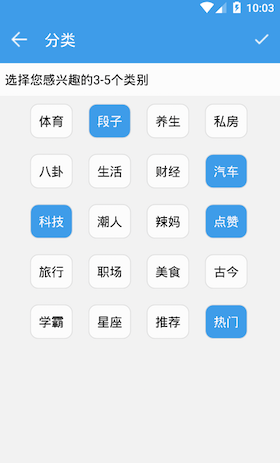 10:03
分类
选择您感兴趣的3-5个类别
体育 段子 养生 私房
八卦 生活 财经 汽车
科技 潮人 辣妈 点赞
旅行 职场 美食 古今
学霸 星座 推荐 热门